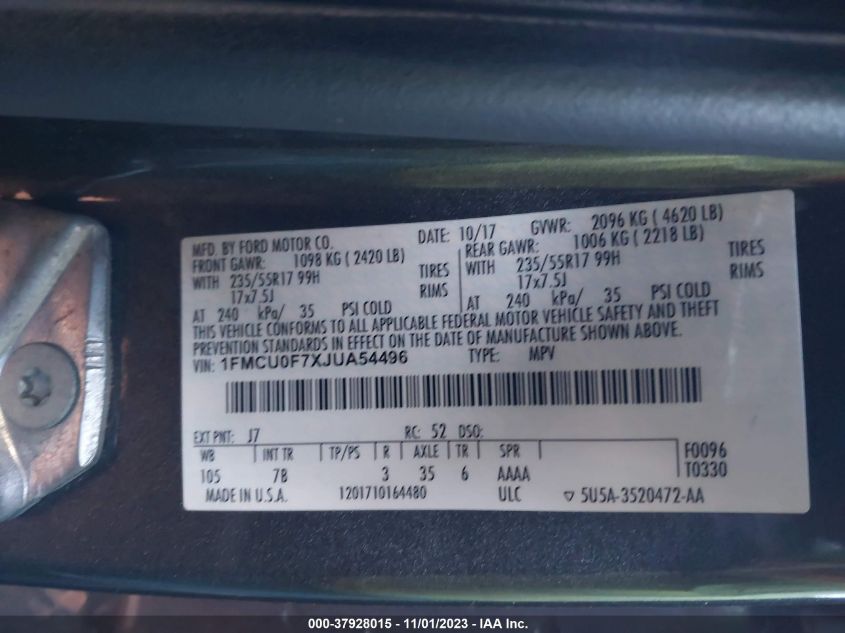 MFD. BY FORD MOTOR CO. DATE: 10/17 GVWR: 2096 KG ( 4620 LB)
FRONT GAWR: 1098 KG ( 2420 LB) REAR GAWR: 1006 KG ( 2218 LB)
WITH 235/55R17 99H TIRES WITH 235/55R17 99H TIRES
17x7.5J RIMS 17x7.5J RIMS
AT 240 kPa/ 35 PSI COLD AT 240 kPa/ 35 PSI COLD
THIS VEHICLE CONFORMS TO ALL APPLICABLE FEDERAL MOTOR VEHICLE SAFETY AND THEFT
PREVENTION STANDARDS IN EFFECT ON THE DATE OF MANUFACTURE SHOWN ABOVE.
VIN: 1FMCU0F7XJUA54496 TYPE: MPV
EXT PNT: J7 RC: 52 DSO:
WB INT TR TP/PS R AXLE TR SPR F0096
105 7B 3 35 6 AAAA T0330
MADE IN U.S.A. 1201710164480 ULC 5U5A-3520472-AA
000-37928015 - 11/01/2023 - IAA Inc.